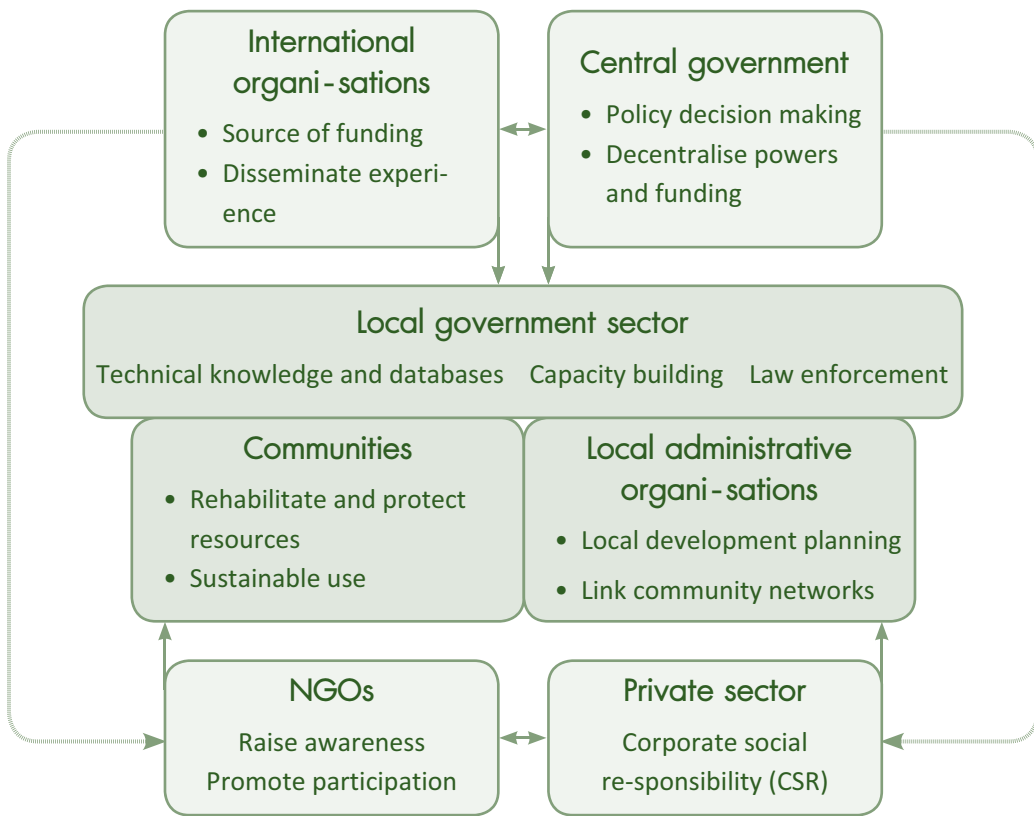 International
organi-sations
• Source of funding
• Disseminate experi-
ence
Central government
• Policy decision making
• Decentralise powers
and funding
Local government sector
Technical knowledge and databases Capacity building Law enforcement
Communities
• Rehabilitate and protect
resources
• Sustainable use
Local administrative
organi-sations
• Local development planning
• Link community networks
NGOs
Raise awareness
Promote participation
Private sector
Corporate social
re-sponsibility (CSR)